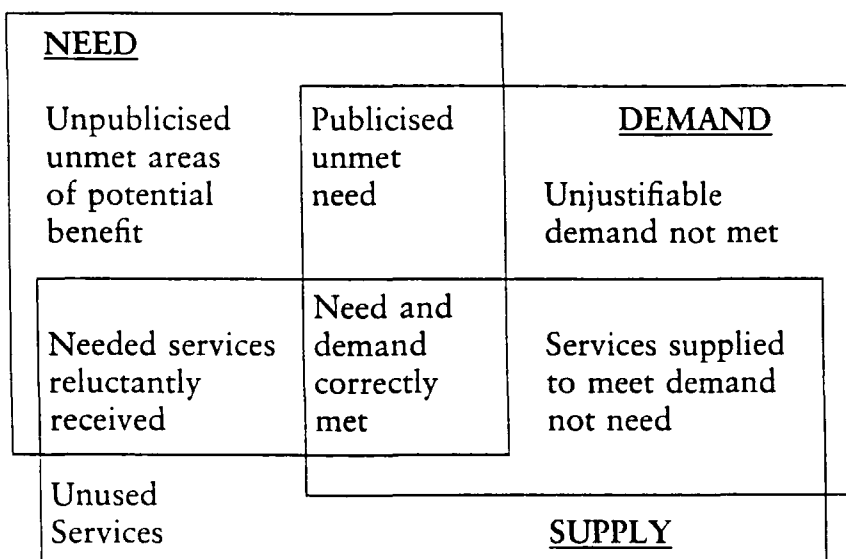 NEED
Unpublicised
unmet areas
of potential
benefit
Publicised
unmet
need
DEMAND
Unjustifiable
demand not met
Needed services
reluctantly
received
Need and
demand
correctly
met
Services supplied
to meet demand
not need
Unused
Services
SUPPLY